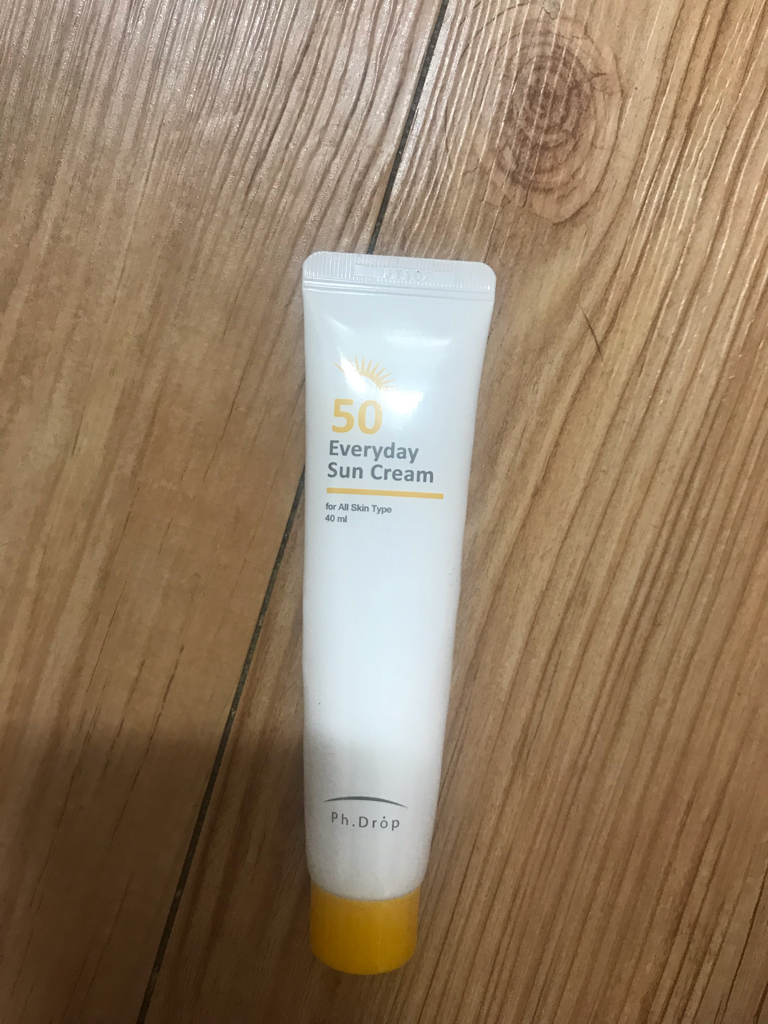 50
Everyday
Sun Cream
for All Skin Type
40 ml
Ph.Drop